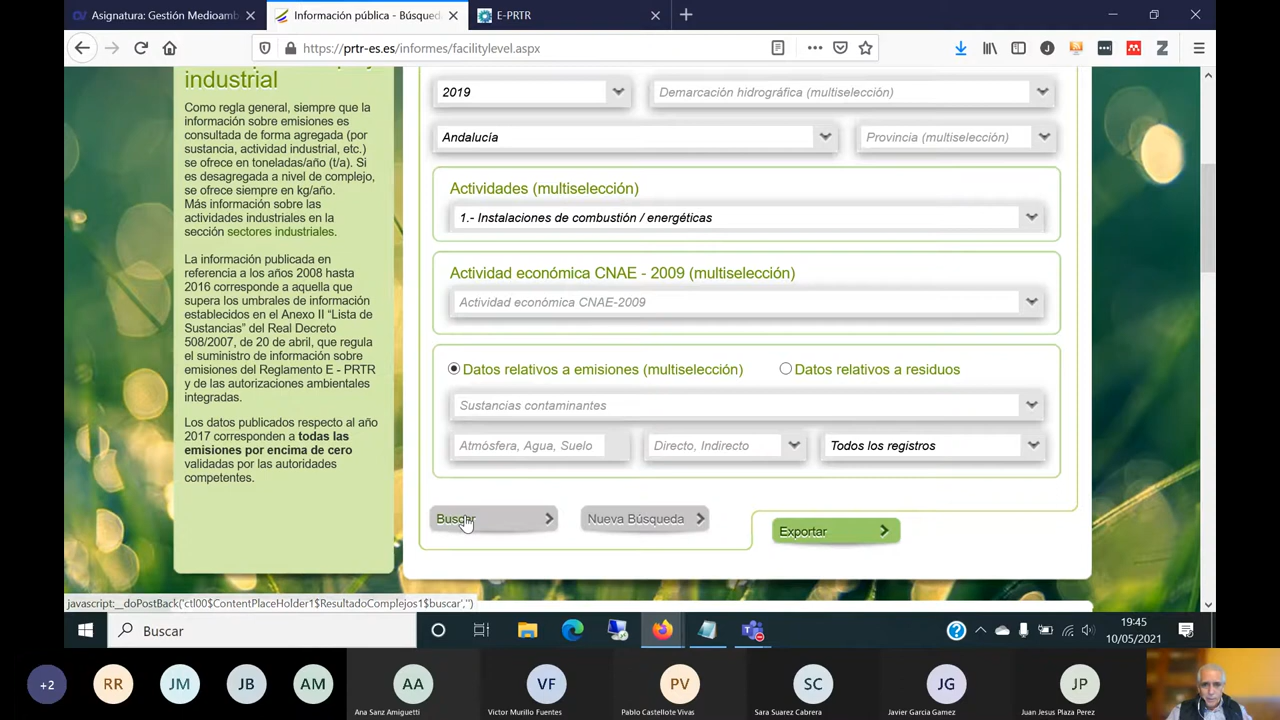 Asignatura: Gestión Medioamb
Información pública - Búsqued
E-PRTR
https://prtr-es.es/informes/facilitylevel.aspx
industrial
Como regla general, siempre que la
información sobre emisiones es
consultada de forma agregada (por
sustancia, actividad industrial, etc.)
se ofrece en toneladas/año (t/a). Si
es desagregada a nivel de complejo,
se ofrece siempre en kg/año.
Más información sobre las
actividades industriales en la
sección sectores industriales.
La información publicada en
referencia a los años 2008 hasta
2016 corresponde a aquella que
supera los umbrales de información
establecidos en el Anexo II “Lista de
Sustancias” del Real Decreto
508/2007, de 20 de abril, que regula
el suministro de información sobre
emisiones del Reglamento E - PRTR
y de las autorizaciones ambientales
integradas.
Los datos publicados respecto al año
2017 corresponden a todas las
emisiones por encima de cero
validadas por las autoridades
competentes.
2019
Demarcación hidrográfica (multiselección)
Andalucía
Provincia (multiselección)
Actividades (multiselección)
1.- Instalaciones de combustión / energéticas
Actividad económica CNAE - 2009 (multiselección)
Actividad económica CNAE-2009
Datos relativos a emisiones (multiselección)
Datos relativos a residuos
Sustancias contaminantes
Atmósfera, Agua, Suelo
Directo, Indirecto
Todos los registros
Buscar
Nueva Búsqueda
Exportar
javascript:__doPostBack('ctl00$ContentPlaceHolder1$ResultadoComplejos1$buscar','')
Buscar
19:45
10/05/2021
+2
RR
JM
JB
AM
AA
VF
PV
SC
JG
JP
Ana Sanz Amiguetti
Victor Murillo Fuentes
Pablo Castellote Vivas
Sara Suarez Cabrera
Javier Garcia Gamez
Juan Jesus Plaza Perez